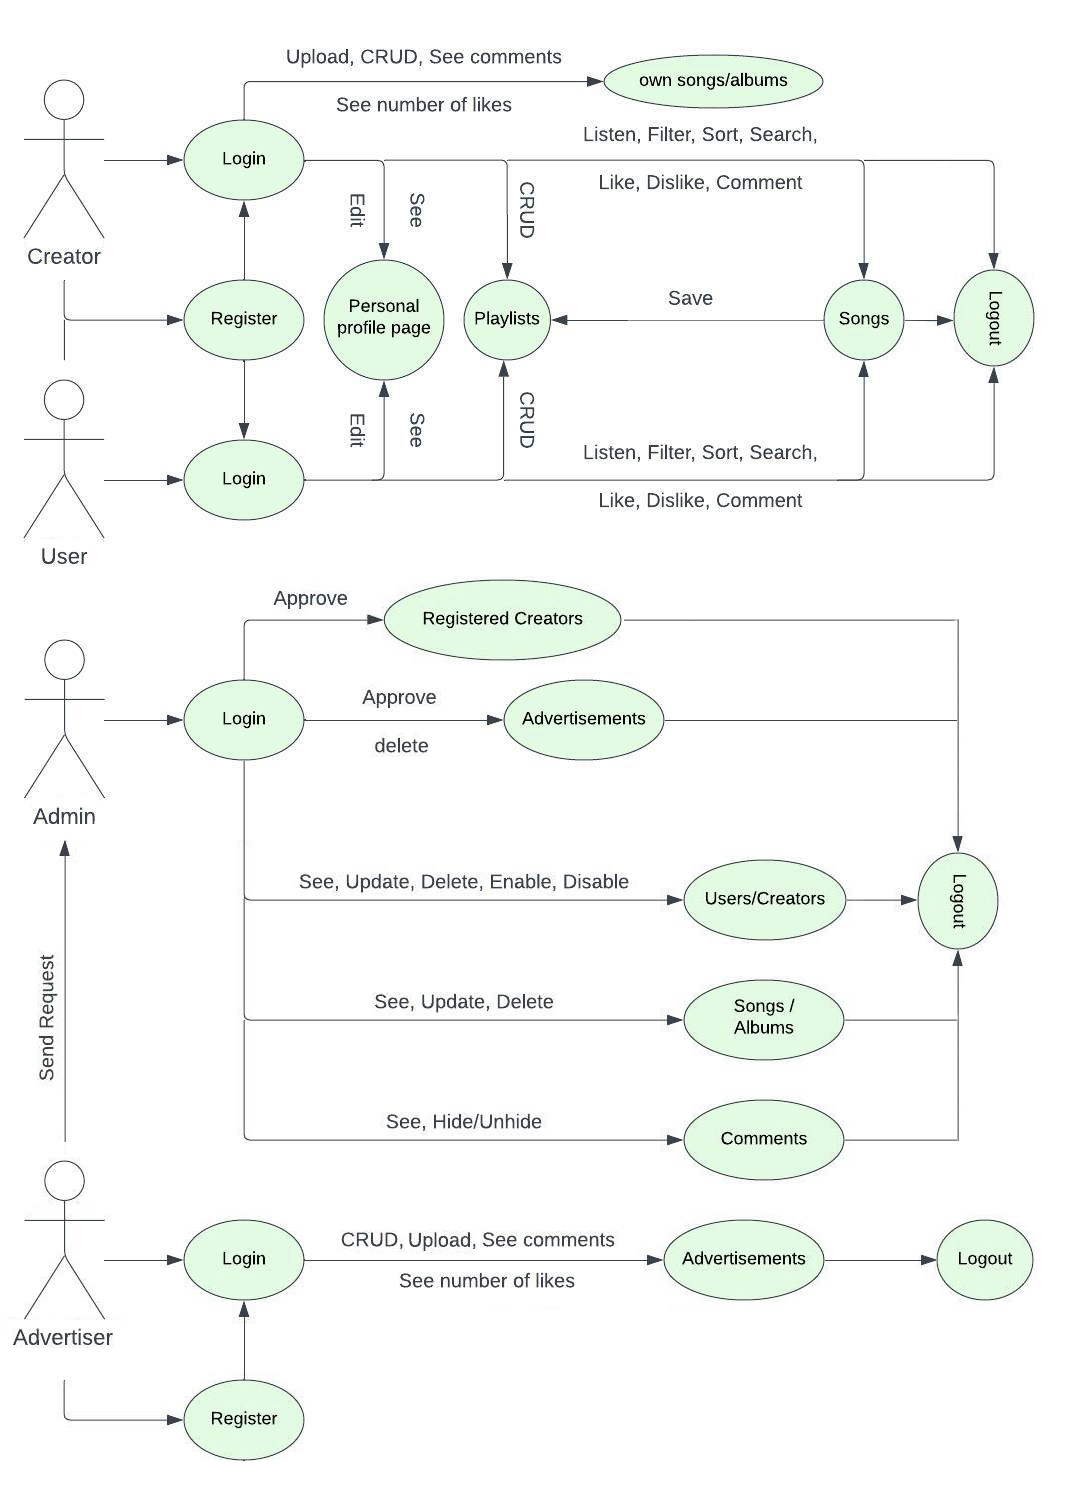 Upload, CRUD, See comments
own songs/albums
See number of likes
Listen, Filter, Sort, Search,
Login
Like, Dislike, Comment
Edit
See
CRUD
Creator
Register
Personal
profile page
Playlists
Save
Songs
Logout
Edit
See
CRUD
Listen, Filter, Sort, Search,
Login
Like, Dislike, Comment
User
Approve
Registered Creators
Login
Approve
Advertisements
delete
Admin
See, Update, Delete, Enable, Disable
Users/Creators
Logout
Send Request
See, Update, Delete
Songs /
Albums
See, Hide/Unhide
Comments
Login
CRUD, Upload, See comments
Advertisements
Logout
See number of likes
Advertiser
Register